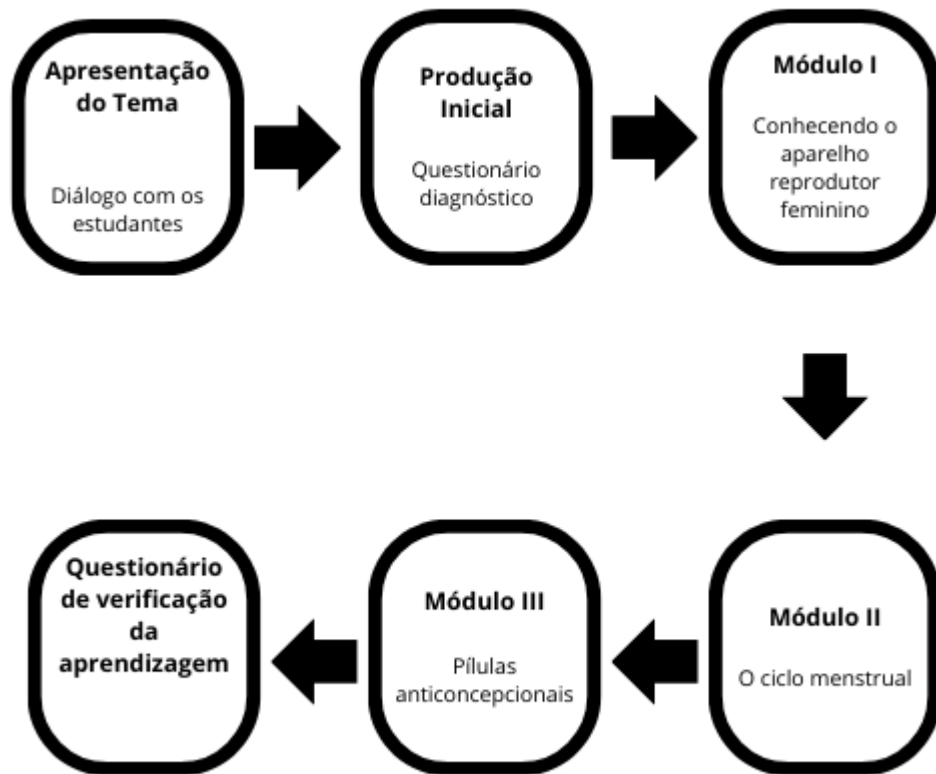 Apresentação
do Tema
Diálogo com os
estudantes
Produção
Inicial
Questionário
diagnóstico
Módulo I
Conhecendo o
aparelho
reprodutor
feminino
Módulo II
O ciclo menstrual
Módulo III
Pílulas
anticoncepcionais
Questionário
de verificação
da
aprendizagem